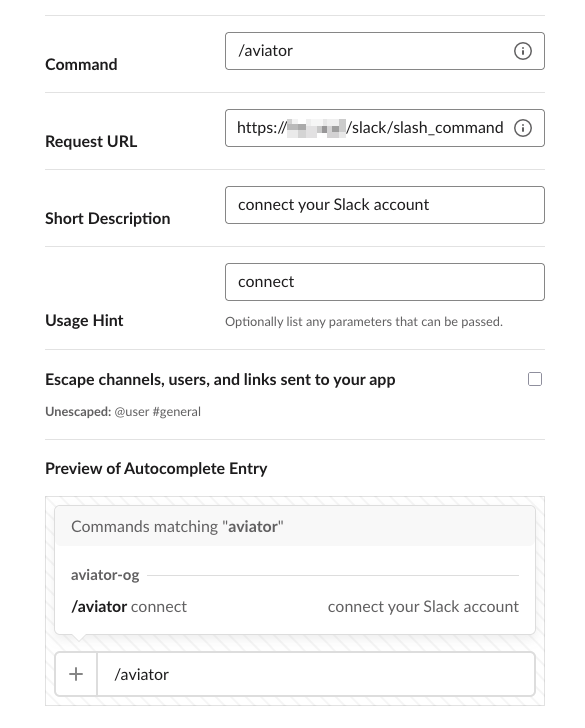 Command
/aviator
Request URL
https:// /slack/slash_command
Short Description
connect your Slack account
Usage Hint
connect
Optionally list any parameters that can be passed.
Escape channels, users, and links sent to your app
Unescaped: @user #general
Preview of Autocomplete Entry
Commands matching "aviator"
aviator-og
/aviator connect connect your Slack account
/aviator